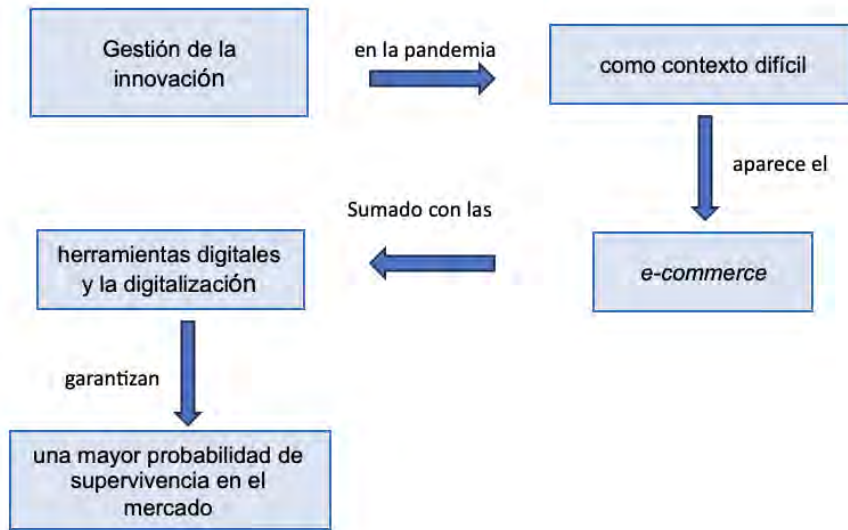 Gestión de la
innovación
en la pandemia
como contexto difícil
aparece el
e-commerce
Sumado con las
herramientas digitales
y la digitalización
garantizan
una mayor probabilidad de
supervivencia en el
mercado